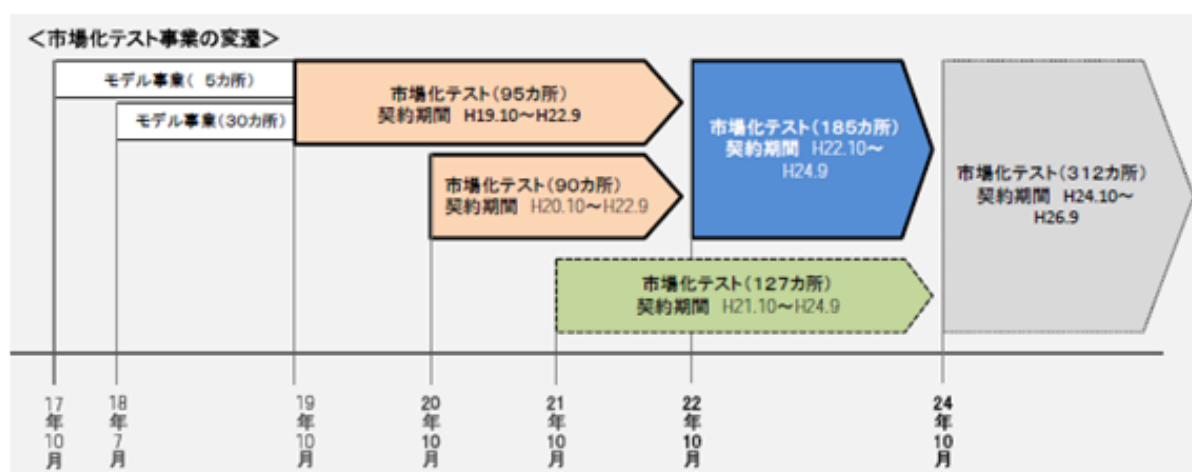 ＜市場化テスト事業の変遷＞
モデル事業( 5カ所)
モデル事業(30カ所)
市場化テスト(95カ所)
契約期間 H19.10～H22.9
市場化テスト(90カ所)
契約期間 H20.10～H22.9
市場化テスト(127カ所)
契約期間 H21.10～H24.9
市場化テスト(185カ所)
契約期間 H22.10～
H24.9
市場化テスト(312カ所)
契約期間 H24.10～
H26.9
17年10月
18年7月
19年10月
20年10月
21年10月
22年10月
24年10月